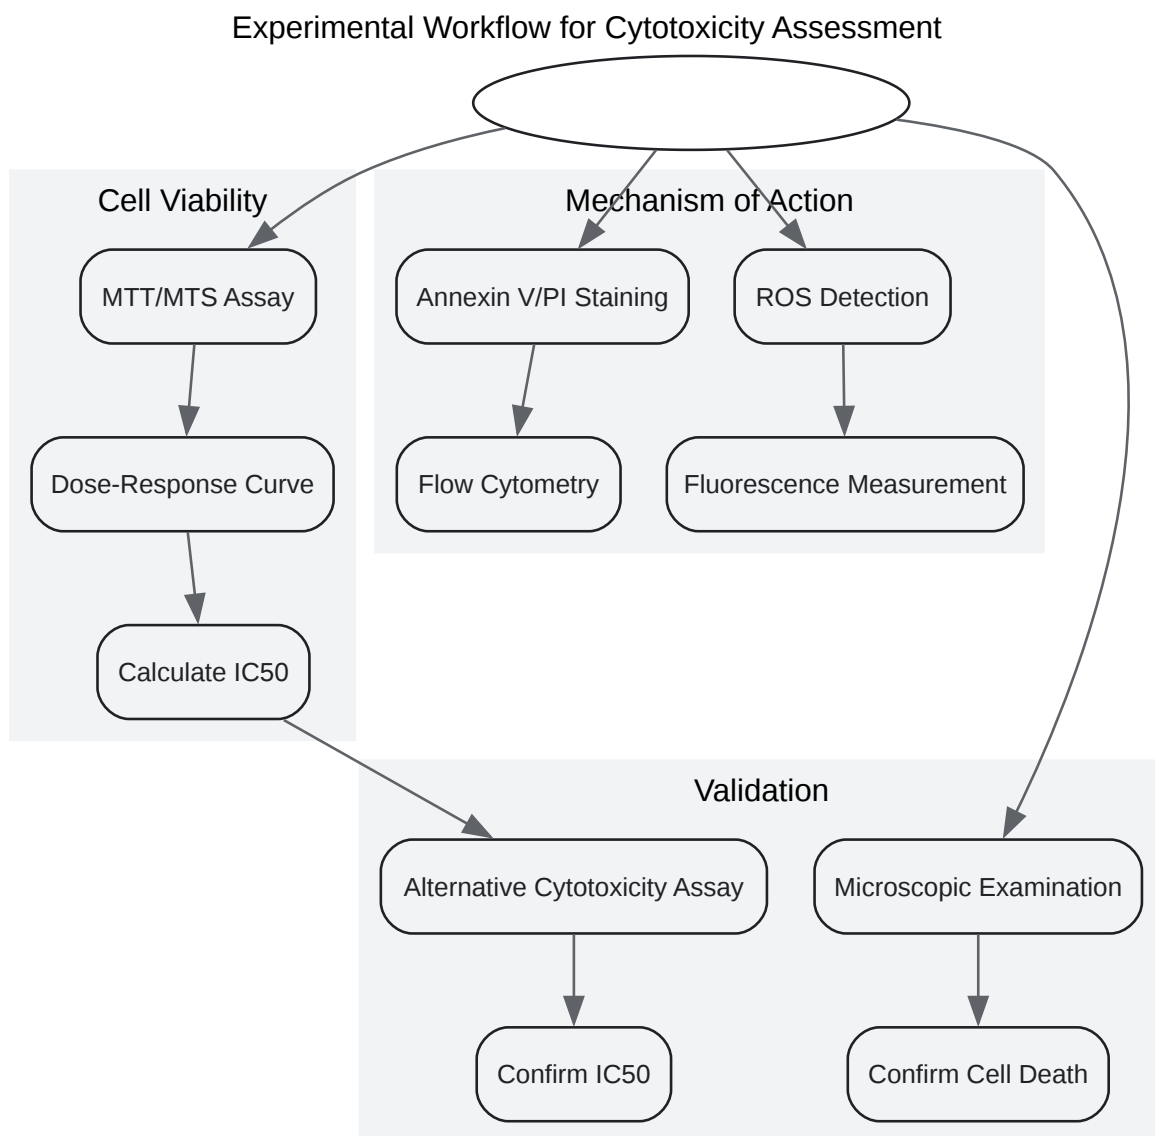 Experimental Workflow for Cytotoxicity Assessment
Cell Viability
MTT/MTS Assay
Dose-Response Curve
Calculate IC50
Mechanism of Action
Annexin V/PI Staining
ROS Detection
Flow Cytometry
Fluorescence Measurement
Validation
Alternative Cytotoxicity Assay
Microscopic Examination
Confirm IC50
Confirm Cell Death